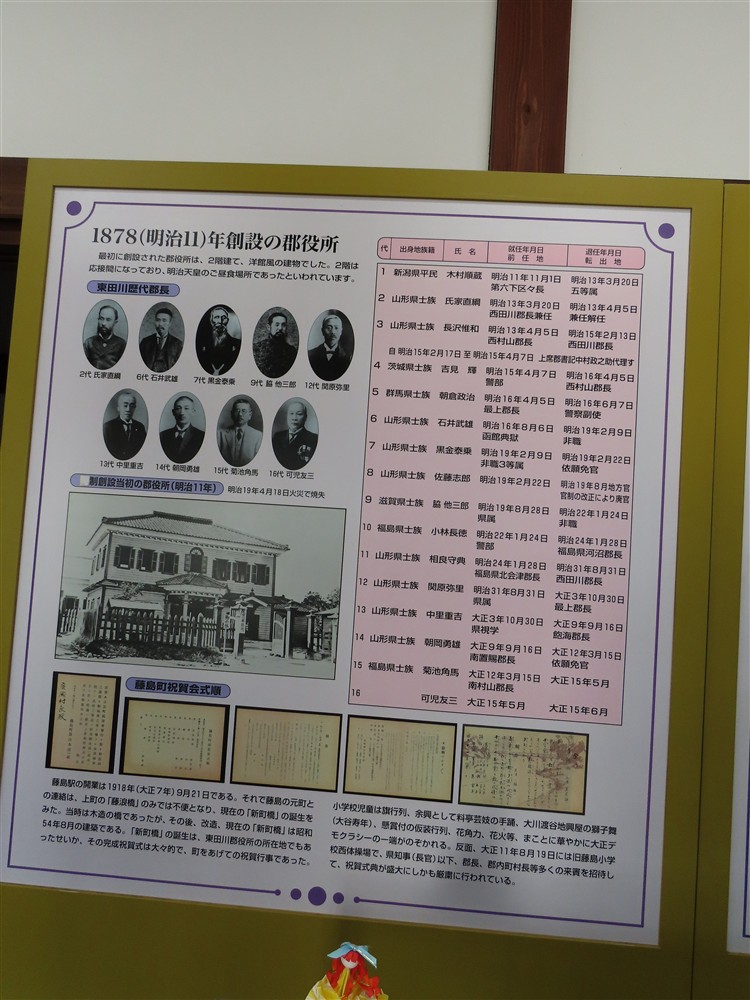 1878(明治11)年創設の郡役所
最初に創設された郡役所は、2階建て、洋館風の建物でした。2階は
応接間になっており、明治天皇のご昼食場所であったといわれています。
東田川歴代郡長
2代 氏家直綱
6代 石井武雄
7代 黒金泰乗
9代 脇 他三郎
12代 関原弥里
13代 中里重吉
14代 朝岡勇雄
15代 菊池角馬
16代 可児友三
制創設当初の郡役所(明治11年)
明治19年4月18日火災で焼失
代 出身地族籍 氏名 就任年月日 前任地 退任年月日 転出地
1 新潟県平民 木村順蔵 明治11年11月1日 第六下区々長 明治13年3月20日 五等属
2 山形県士族 氏家直綱 明治13年3月20日 西田川郡長兼任 明治13年4月5日 兼任解任
3 山形県士族 長沢惟和 明治13年4月5日 西村山郡長 明治15年2月13日 西田川郡長
自 明治15年2月17日 至 明治15年4月7日 上席郡書記中村政之助代理す
4 茨城県士族 吉見 輝 明治15年4月7日 警部 明治16年4月5日 西村山郡長
5 群馬県士族 朝倉政治 明治16年4月5日 最上郡長 明治16年6月7日 警察副使
6 山形県士族 石井武雄 明治16年8月6日 函館典獄 明治19年2月9日 非職
7 山形県士族 黒金泰乗 明治19年2月9日 非職3等属 明治19年2月22日 依願免官
8 山形県士族 佐藤志郎 明治19年2月22日 明治19年8月地方官官制の改正により廃官
9 滋賀県士族 脇 他三郎 明治19年8月28日 県属 明治22年1月24日 非職
10 福島県士族 小林長徳 明治22年1月24日 警部 明治24年1月28日 福島県河沼郡長
11 山形県士族 相良守典 明治24年1月28日 福島県北会津郡長 明治31年8月31日 西田川郡長
12 山形県士族 関原弥里 明治31年8月31日 県属 大正3年10月30日 最上郡長
13 山形県士族 中里重吉 大正3年10月30日 県視学 大正9年9月16日 飽海郡長
14 山形県士族 朝岡勇雄 大正9年9月16日 南置賜郡長 大正12年3月15日 依願免官
15 福島県士族 菊池角馬 大正12年3月15日 南村山郡長 大正15年5月
16 可児友三 大正15年5月 大正15年6月
藤島町祝賀会式順
藤島駅の開業は1918年(大正7年)9月21日である。それで藤島の元町と
の連絡は、上町の「藤浪橋」のみでは不便となり、現在の「新町橋」の誕生を
みた。当時は木造の橋であったが、その後、改造、現在の「新町橋」は昭和
54年8月の建築である。「新町橋」の誕生は、東田川郡役所の所在地でもあ
ったせいか、その完成祝賀式は大々的で、町をあげての祝賀行事であった。
小学校児童は旗行列、余興として料亭芸妓の手踊、大川渡谷地興屋の獅子舞
(大谷寿年)、懸賞付の仮装行列、花角力、花火等、まことに華やかに大正デ
モクラシーの一端がのぞかれる。反面、大正11年8月19日には旧藤島小学
校西体操場で、県知事(長官)以下、郡長、郡内町村長等多くの来賓を招待し
て、祝賀式典が盛大にしかも厳粛に行われている。